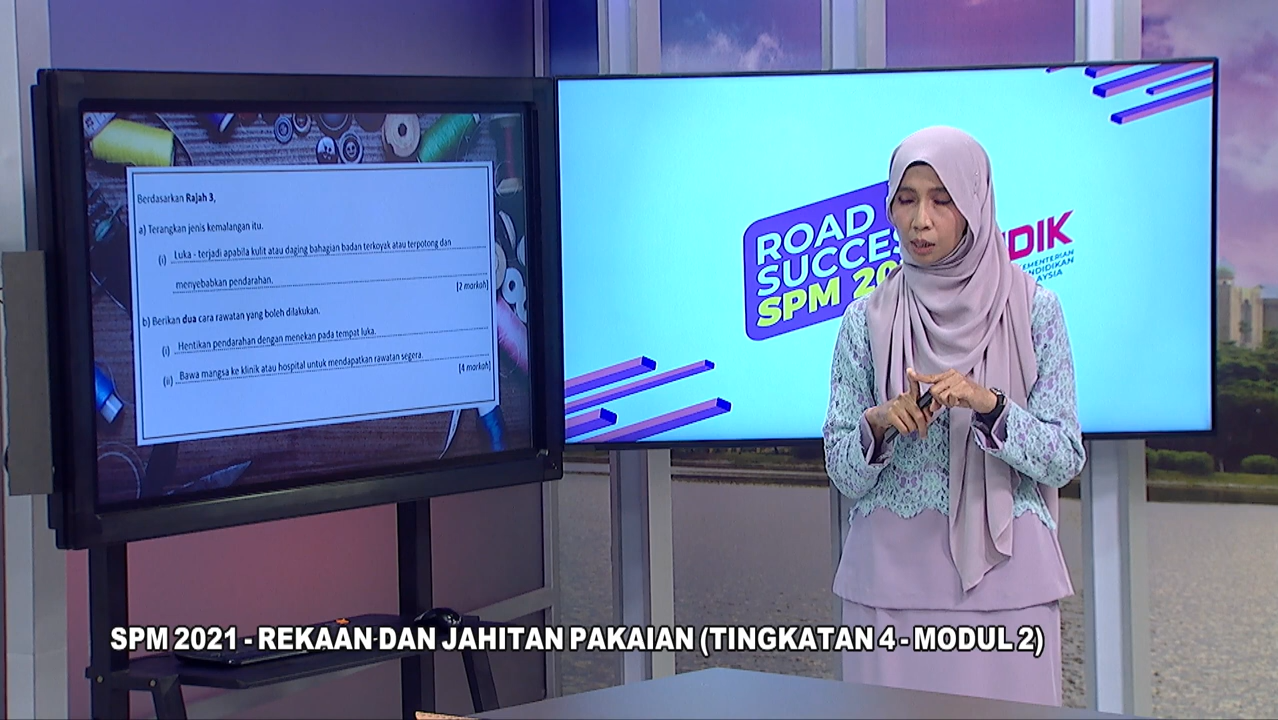 Berdasarkan Rajah 3,
a) Terangkan jenis kemalangan itu.
(i) Luka - terjadi apabila kulit atau daging bahagian badan terkoyak atau terpotong dan
menyebabkan pendarahan.
[2 markah]
b) Berikan dua cara rawatan yang boleh dilakukan.
(i) Hentikan pendarahan dengan menekan pada tempat luka.
(ii) Bawa mangsa ke klinik atau hospital untuk mendapatkan rawatan segera.
[4 markah]
ROAD
SUCCES
SPM 20
DIK
KEMENTERIAN
NDIDIKAN
AYSIA
SPM 2021 - REKAAN DAN JAHITAN PAKAIAN (TINGKATAN 4 - MODUL 2)